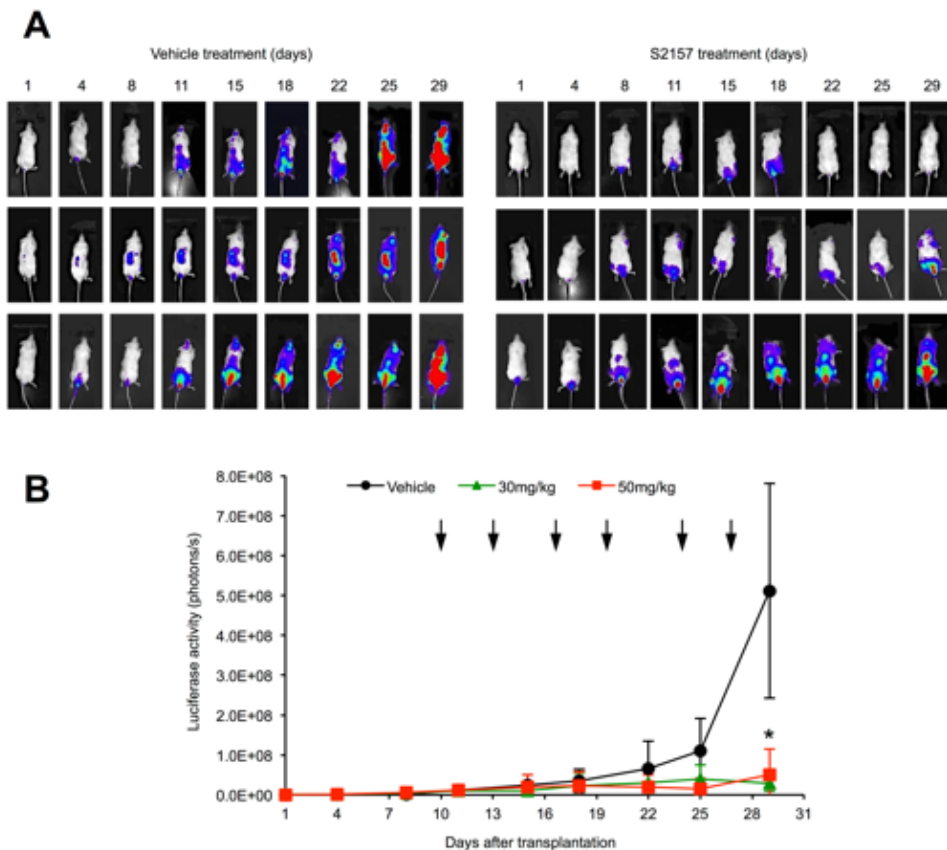 A
Vehicle treatment (days) S2157 treatment (days)
1 4 8 11 15 18 22 25 29 1 4 8 11 15 18 22 25 29
B
Vehicle 30mg/kg 50mg/kg
8.0E+08
7.0E+08
6.0E+08
5.0E+08
4.0E+08
3.0E+08
2.0E+08
1.0E+08
0.0E+00
Luciferase activity (photons/s)
*
1 4 7 10 13 16 19 22 25 28 31
Days after transplantation